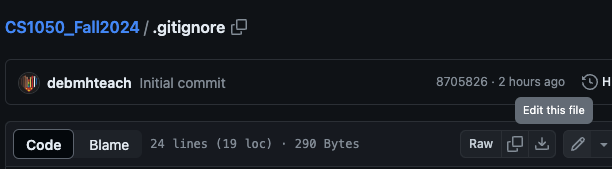 CS1050_Fall2024 / .gitignore
debmhteach Initial commit 8705826 · 2 hours ago H
Edit this file
Code Blame 24 lines (19 loc) · 290 Bytes Raw